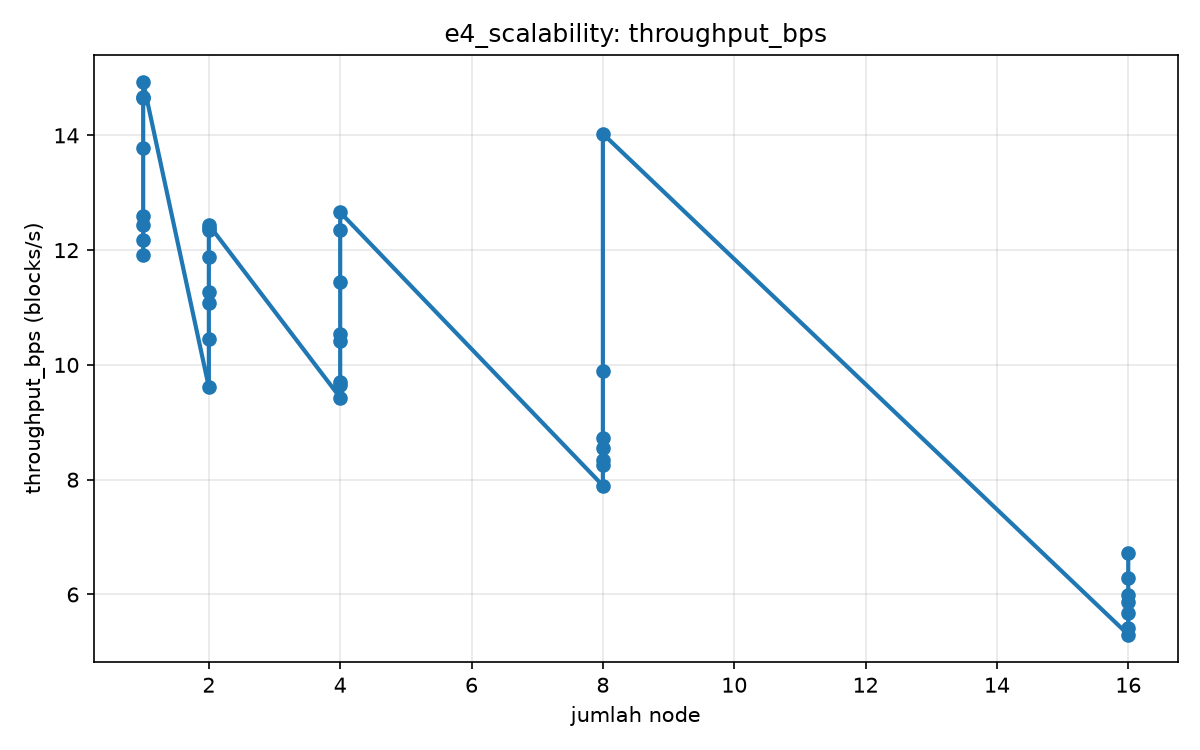 e4_scalability: throughput_bps
throughput_bps (blocks/s)
14
12
10
8
6
2 4 6 8 10 12 14 16
jumlah node